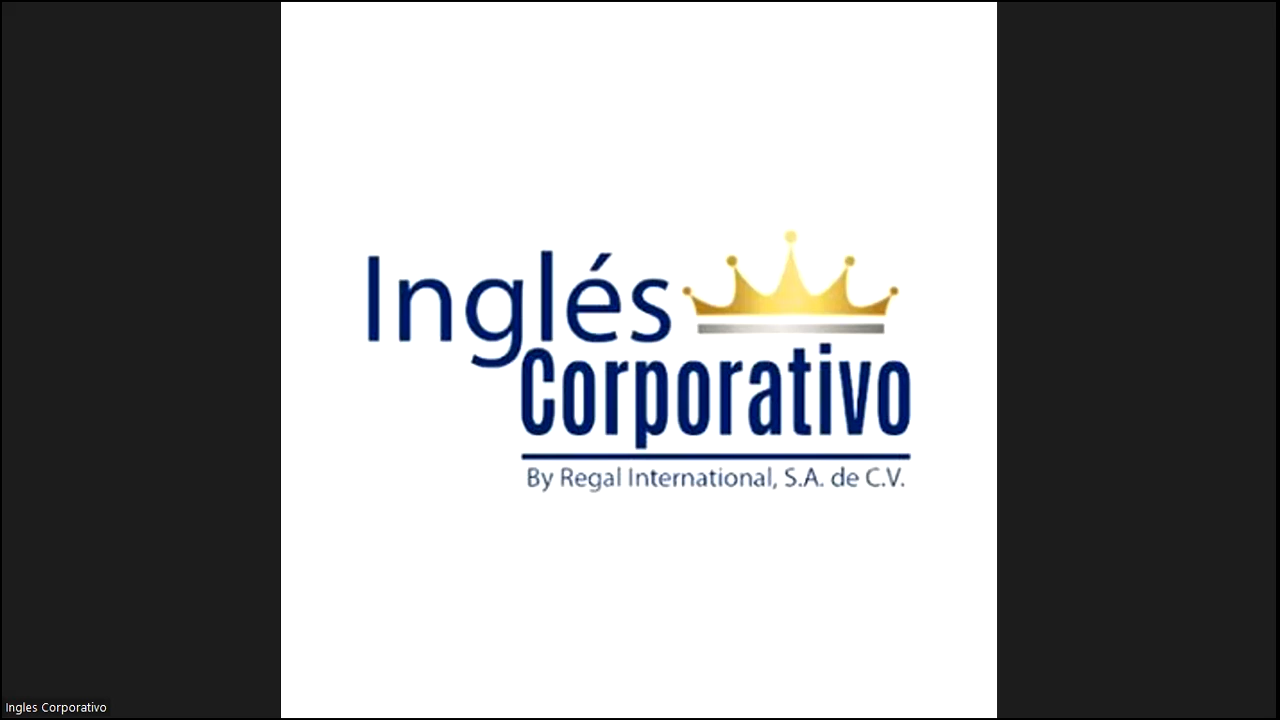 Inglés
Corporativo
By Regal International, S.A. de C.V.
Ingles Corporativo